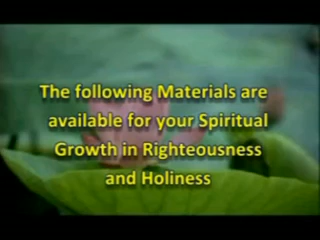 The following Materials are
available for your Spiritual
Growth in Righteousness
and Holiness